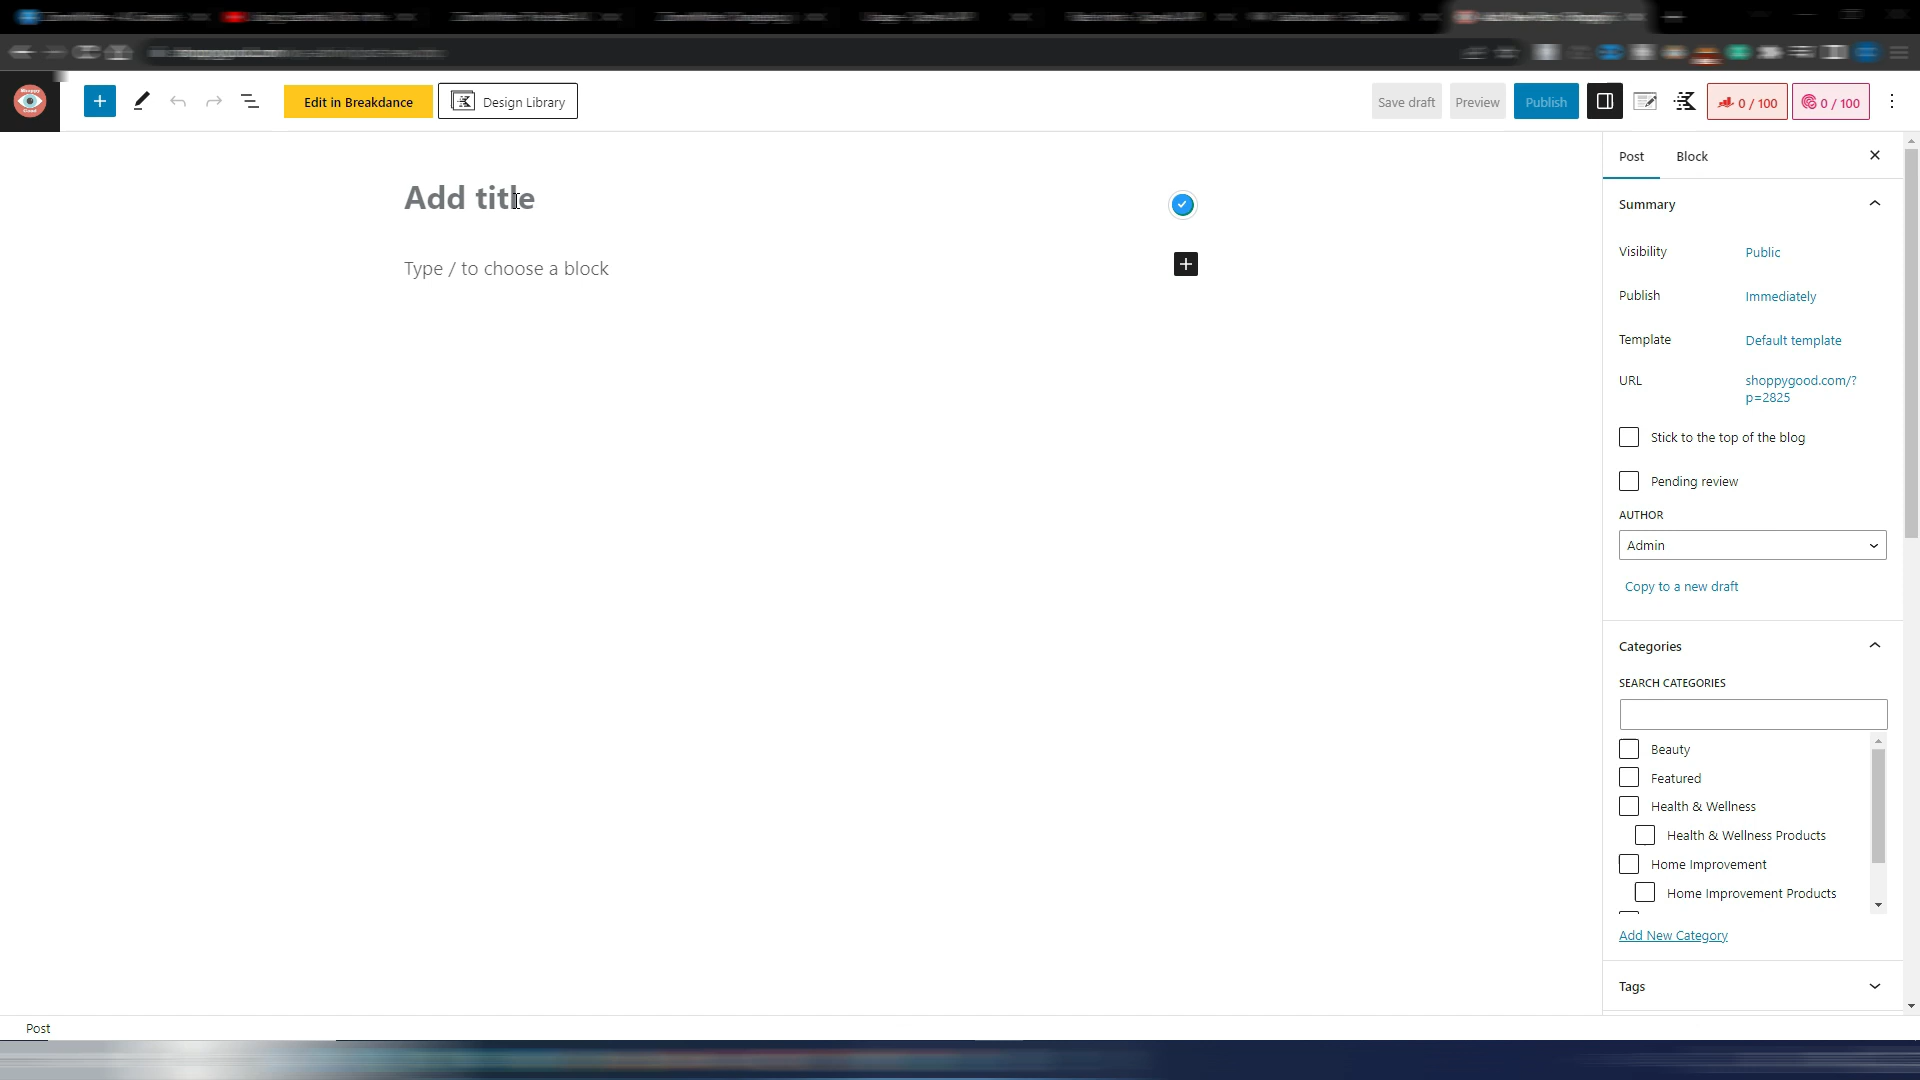 Edit in Breakdance
Design Library
Save draft
Preview
Publish
0 / 100
0 / 100
Add title
Type / to choose a block
Post
Block
Summary
Visibility
Public
Publish
Immediately
Template
Default template
URL
shoppygood.com/?
p=2825
Stick to the top of the blog
Pending review
AUTHOR
Admin
Copy to a new draft
Categories
SEARCH CATEGORIES
Beauty
Featured
Health & Wellness
Health & Wellness Products
Home Improvement
Home Improvement Products
Add New Category
Tags
Post